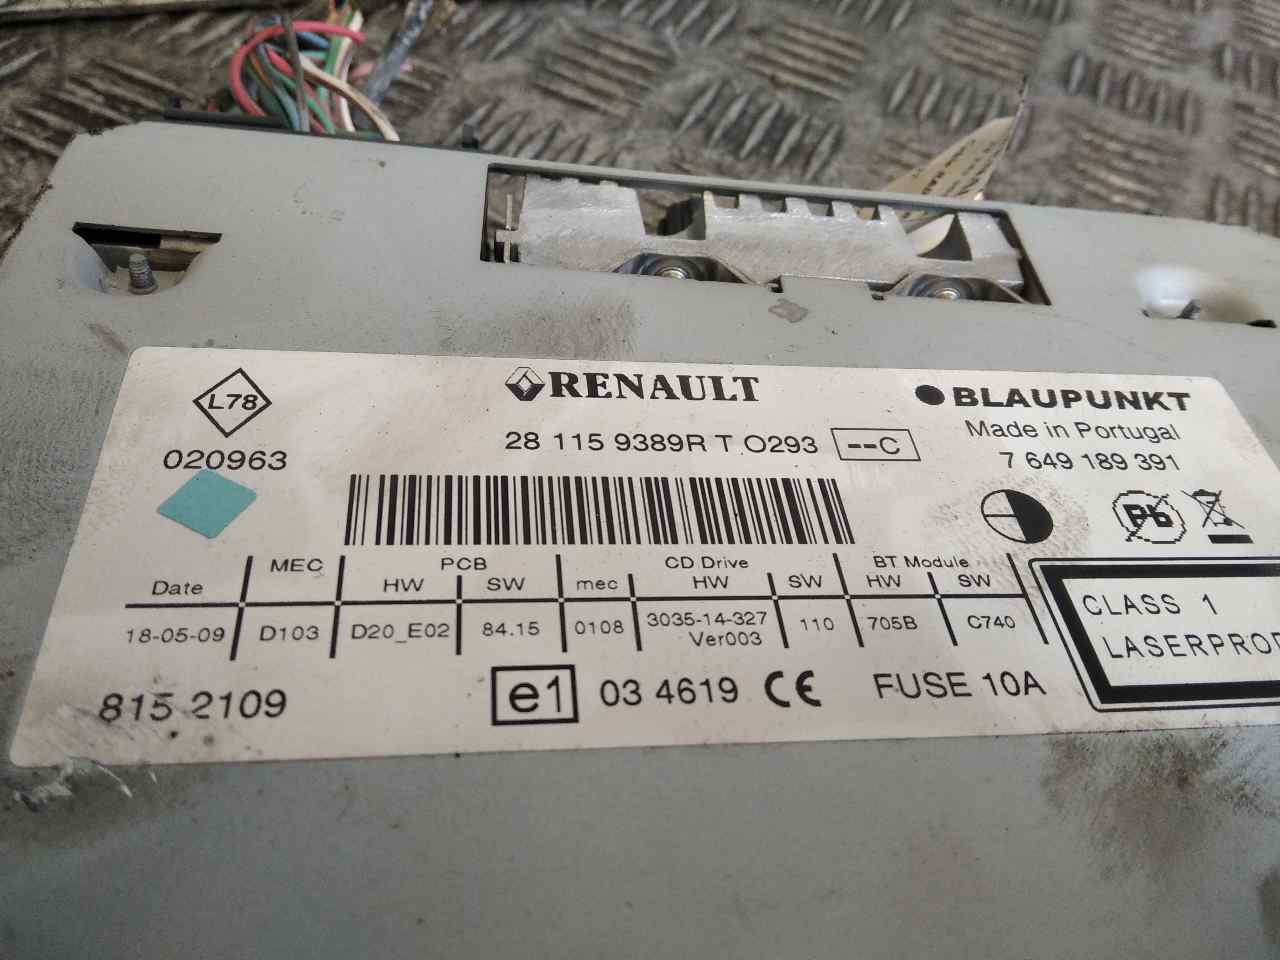 L78
020963
RENAULT
28 115 9389R T O293
--C
BLAUPUNKT
Made in Portugal
7 649 189 391
Pb
MEC PCB CD Drive BT Module
Date HW SW mec HW SW HW SW
18-05-09 D103 D20_E02 84.15 0108 3035-14-327 110 705B C740
Ver003
815 2109
e1 03 4619 CE FUSE 10A
CLASS 1
LASERPROD